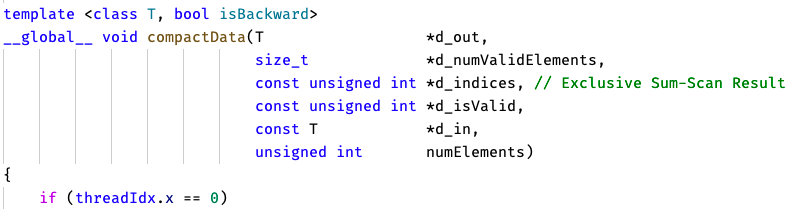 template <class T, bool isBackward>
__global__ void compactData(T                  *d_out,
                            size_t             *d_numValidElements,
                            const unsigned int *d_indices, // Exclusive Sum-Scan Result
                            const unsigned int *d_isValid,
                            const T            *d_in,
                            unsigned int       numElements)
{
    if (threadIdx.x == 0)